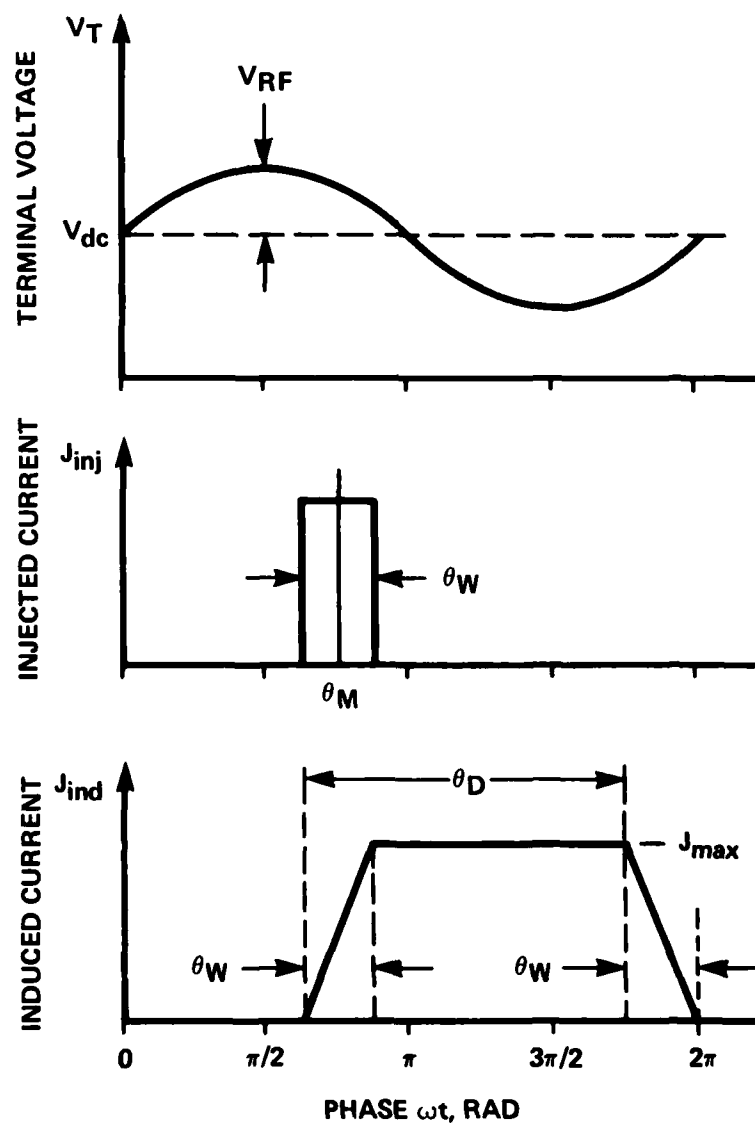 V_T
V_RF
V_dc
TERMINAL VOLTAGE
J_inj
θ_W
θ_M
INJECTED CURRENT
J_ind
θ_D
J_max
θ_W
θ_W
INDUCED CURRENT
0
π/2
π
3π/2
2π
PHASE ωt, RAD